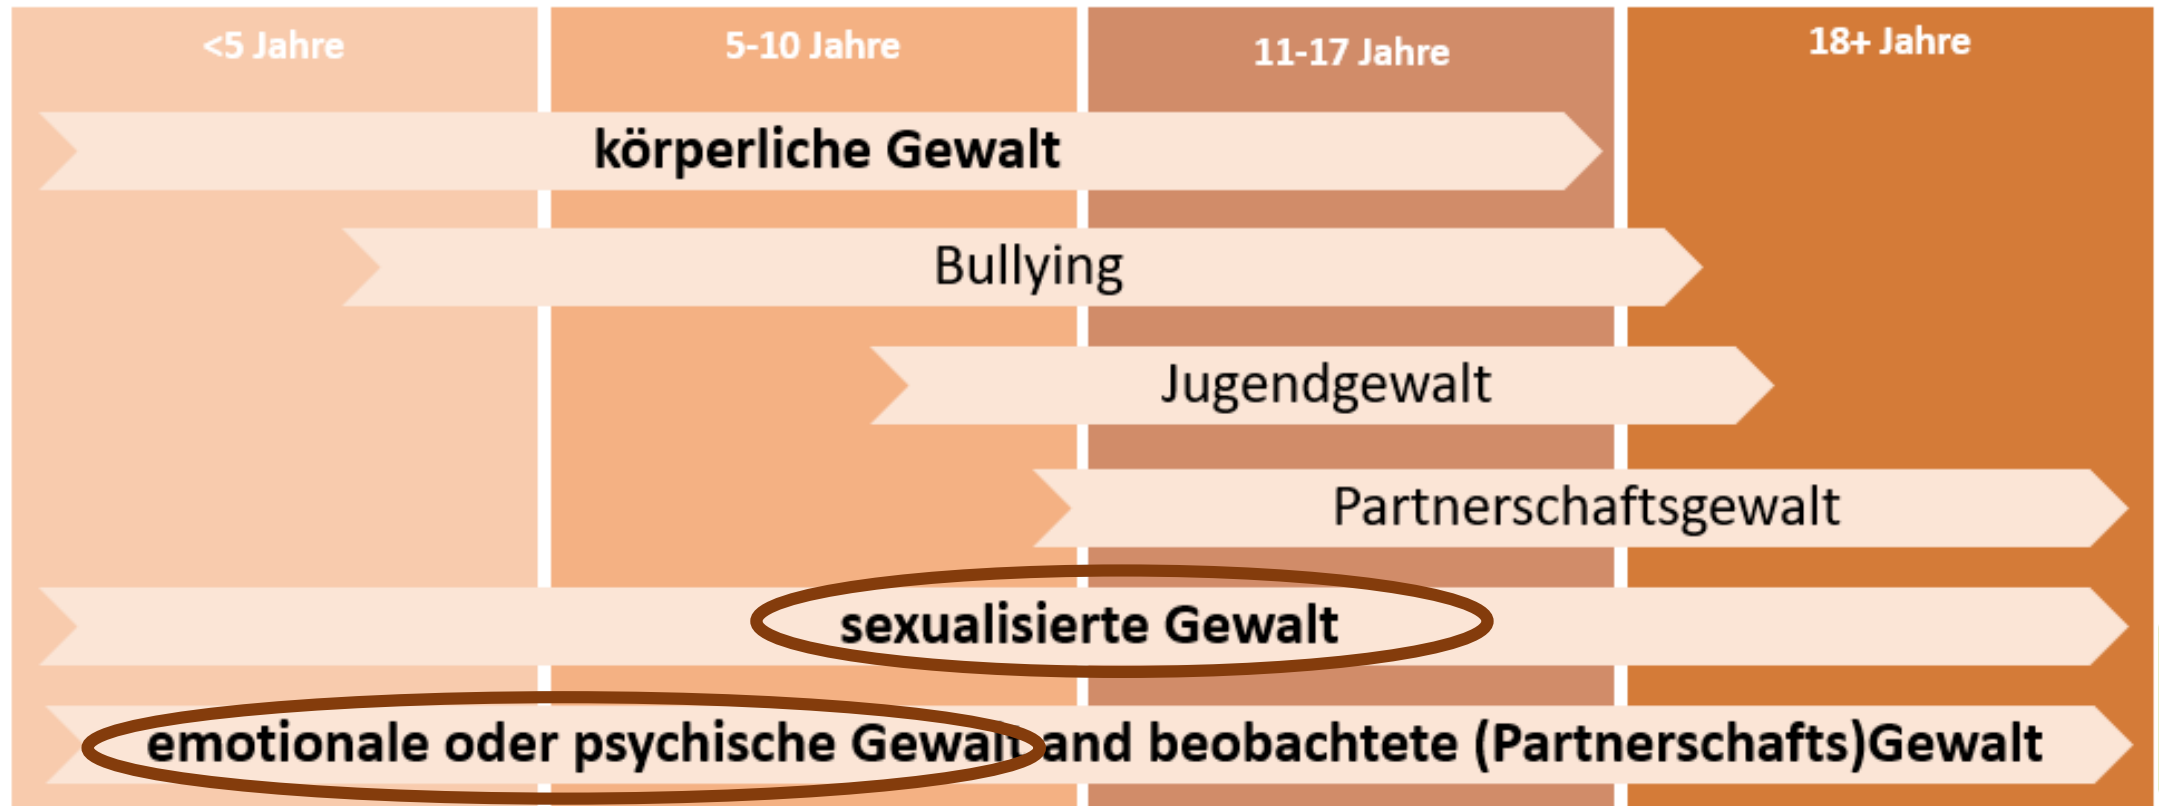 <5 Jahre
5-10 Jahre
11-17 Jahre
18+ Jahre
körperliche Gewalt
Bullying
Jugendgewalt
Partnerschaftsgewalt
sexualisierte Gewalt
emotionale oder psychische Gewalt and beobachtete (Partnerschafts)Gewalt